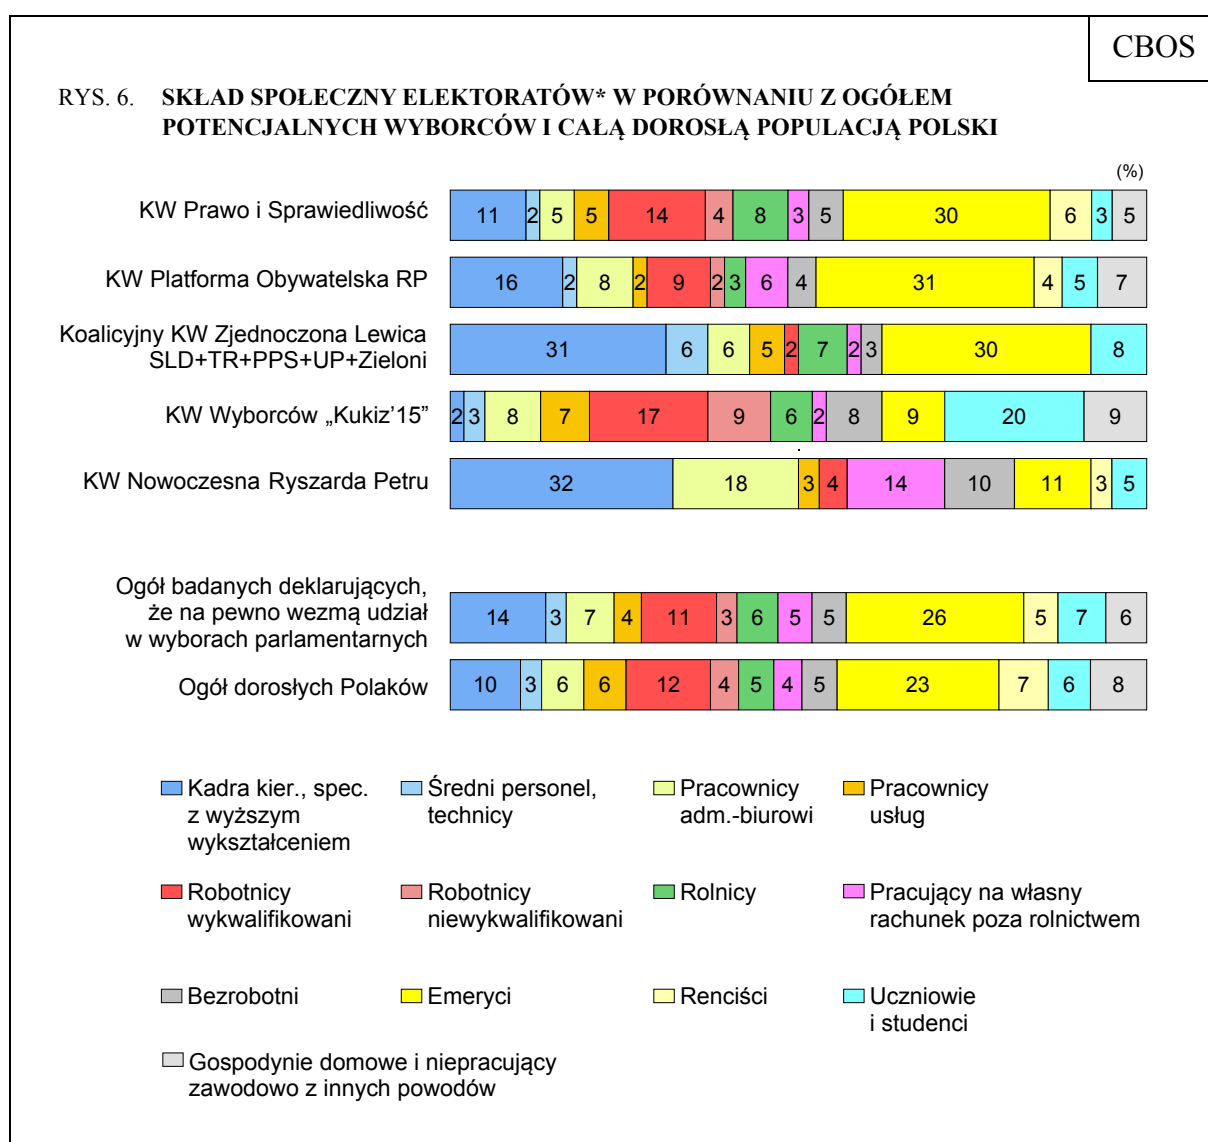 CBOS
RYS. 6. SKŁAD SPOŁECZNY ELEKTORATÓW* W PORÓWNANIU Z OGÓŁEM
POTENCJALNYCH WYBORCÓW I CAŁĄ DOROSŁĄ POPULACJĄ POLSKI
(%)
KW Prawo i Sprawiedliwość 11 2 5 5 14 4 8 3 5 30 6 3 5
KW Platforma Obywatelska RP 16 2 8 2 9 2 3 6 4 31 4 5 7
Koalicyjny KW Zjednoczona Lewica
SLD+TR+PPS+UP+Zieloni 31 6 6 5 2 7 2 3 30 8
KW Wyborców „Kukiz’15” 2 3 8 7 17 9 6 2 8 9 20 9
KW Nowoczesna Ryszarda Petru 32 18 3 4 14 10 11 3 5
Ogół badanych deklarujących,
że na pewno wezmą udział
w wyborach parlamentarnych 14 3 7 4 11 3 6 5 5 26 5 7 6
Ogół dorosłych Polaków 10 3 6 6 12 4 5 4 5 23 7 6 8
Kadra kier., spec.
z wyższym
wykształceniem
Średni personel,
technicy
Pracownicy
adm.-biurowi
Pracownicy
usług
Robotnicy
wykwalifikowani
Robotnicy
niewykwalifikowani
Rolnicy
Pracujący na własny
rachunek poza rolnictwem
Bezrobotni
Emeryci
Renciści
Uczniowie
i studenci
Gospodynie domowe i niepracujący
zawodowo z innych powodów